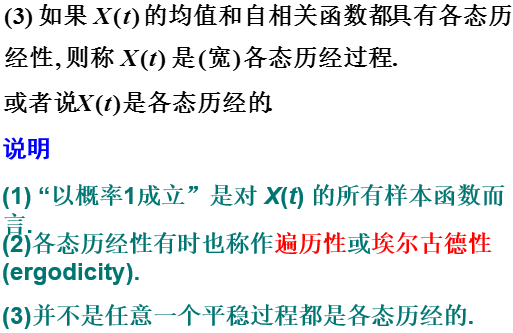 (3) 如果 X(t) 的均值和自相关函数都具有各态历
经性, 则称 X(t) 是(宽)各态历经过程.
或者说X(t)是各态历经的.
说明
(1) “以概率1成立”是对 X(t) 的所有样本函数而
言.
(2)各态历经性有时也称作遍历性或埃尔古德性
(ergodicity).
(3)并不是任意一个平稳过程都是各态历经的.